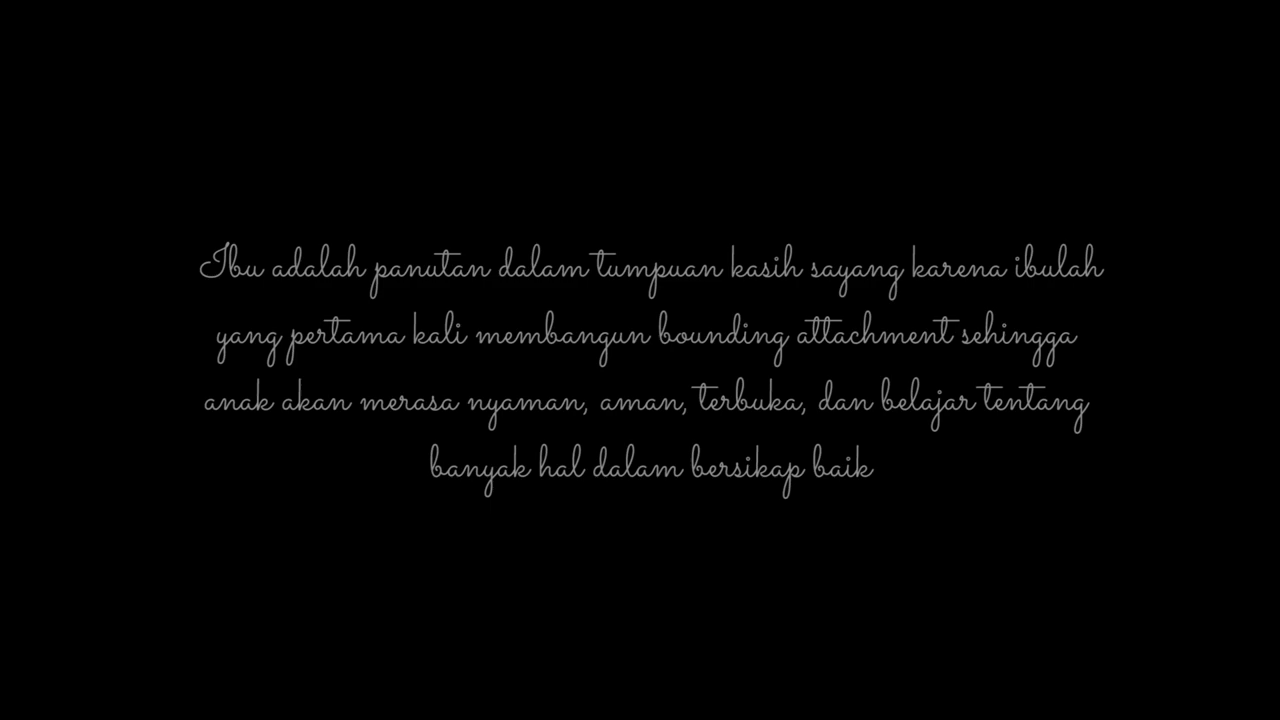 Ibu adalah panutan dalam tumpuan kasih sayang karena ibulah
yang pertama kali membangun bounding attachment sehingga
anak akan merasa nyaman, aman, terbuka, dan belajar tentang
banyak hal dalam bersikap baik